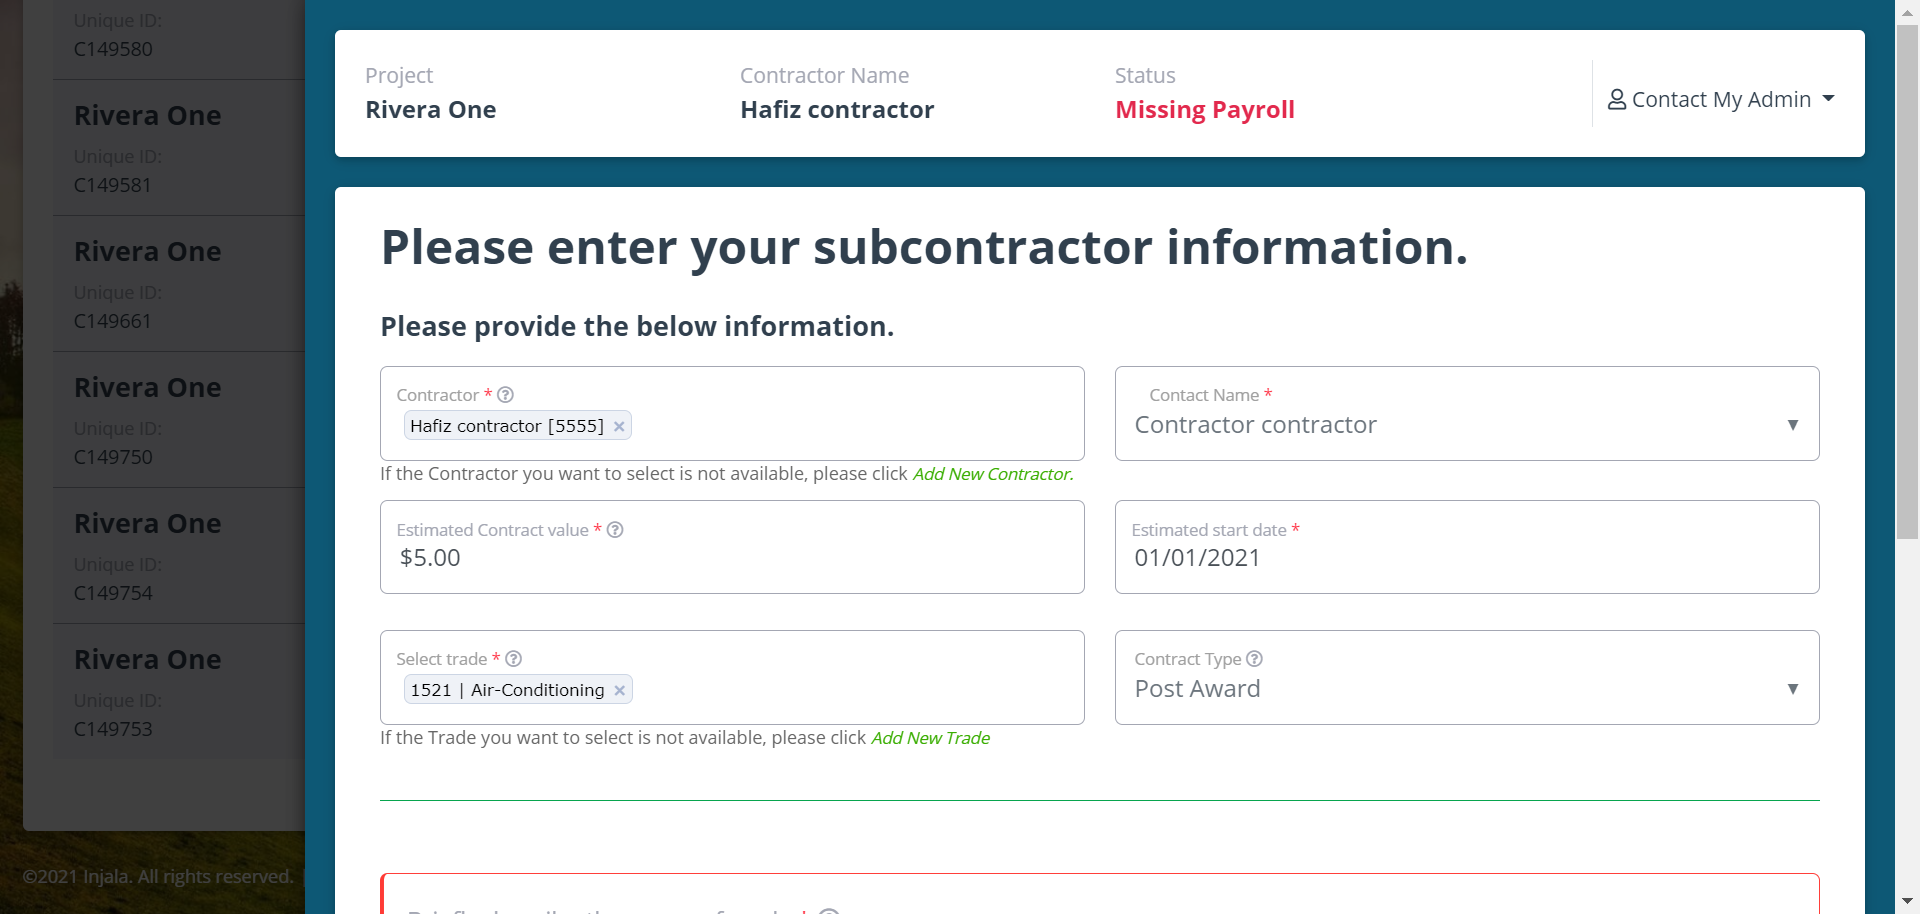 Unique ID:
C149580
Rivera One
Unique ID:
C149581
Rivera One
Unique ID:
C149661
Rivera One
Unique ID:
C149750
Rivera One
Unique ID:
C149754
Rivera One
Unique ID:
C149753
©2021 Injala. All rights reserved.
Project
Rivera One
Contractor Name
Hafiz contractor
Status
Missing Payroll
Contact My Admin
Please enter your subcontractor information.
Please provide the below information.
Contractor *
Hafiz contractor [5555] ×
If the Contractor you want to select is not available, please click Add New Contractor.
Contact Name *
Contractor contractor
Estimated Contract value *
$5.00
Estimated start date *
01/01/2021
Select trade *
1521 | Air-Conditioning ×
If the Trade you want to select is not available, please click Add New Trade
Contract Type
Post Award